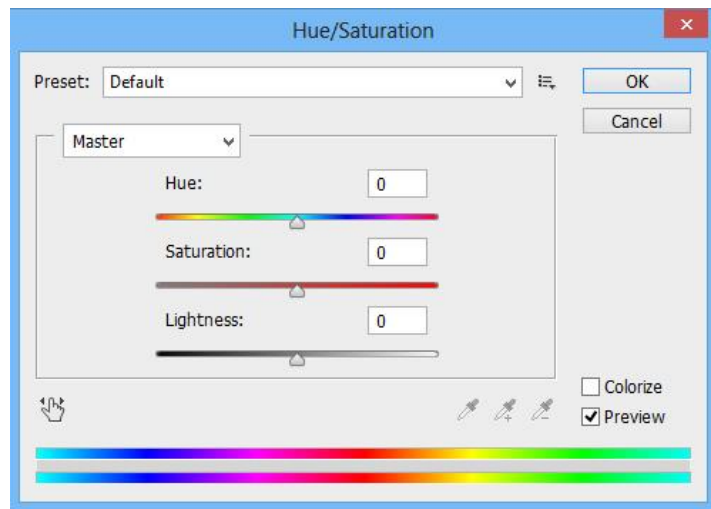 Hue/Saturation
Preset: Default
OK
Cancel
Master
Hue: 0
Saturation: 0
Lightness: 0
Colorize
Preview